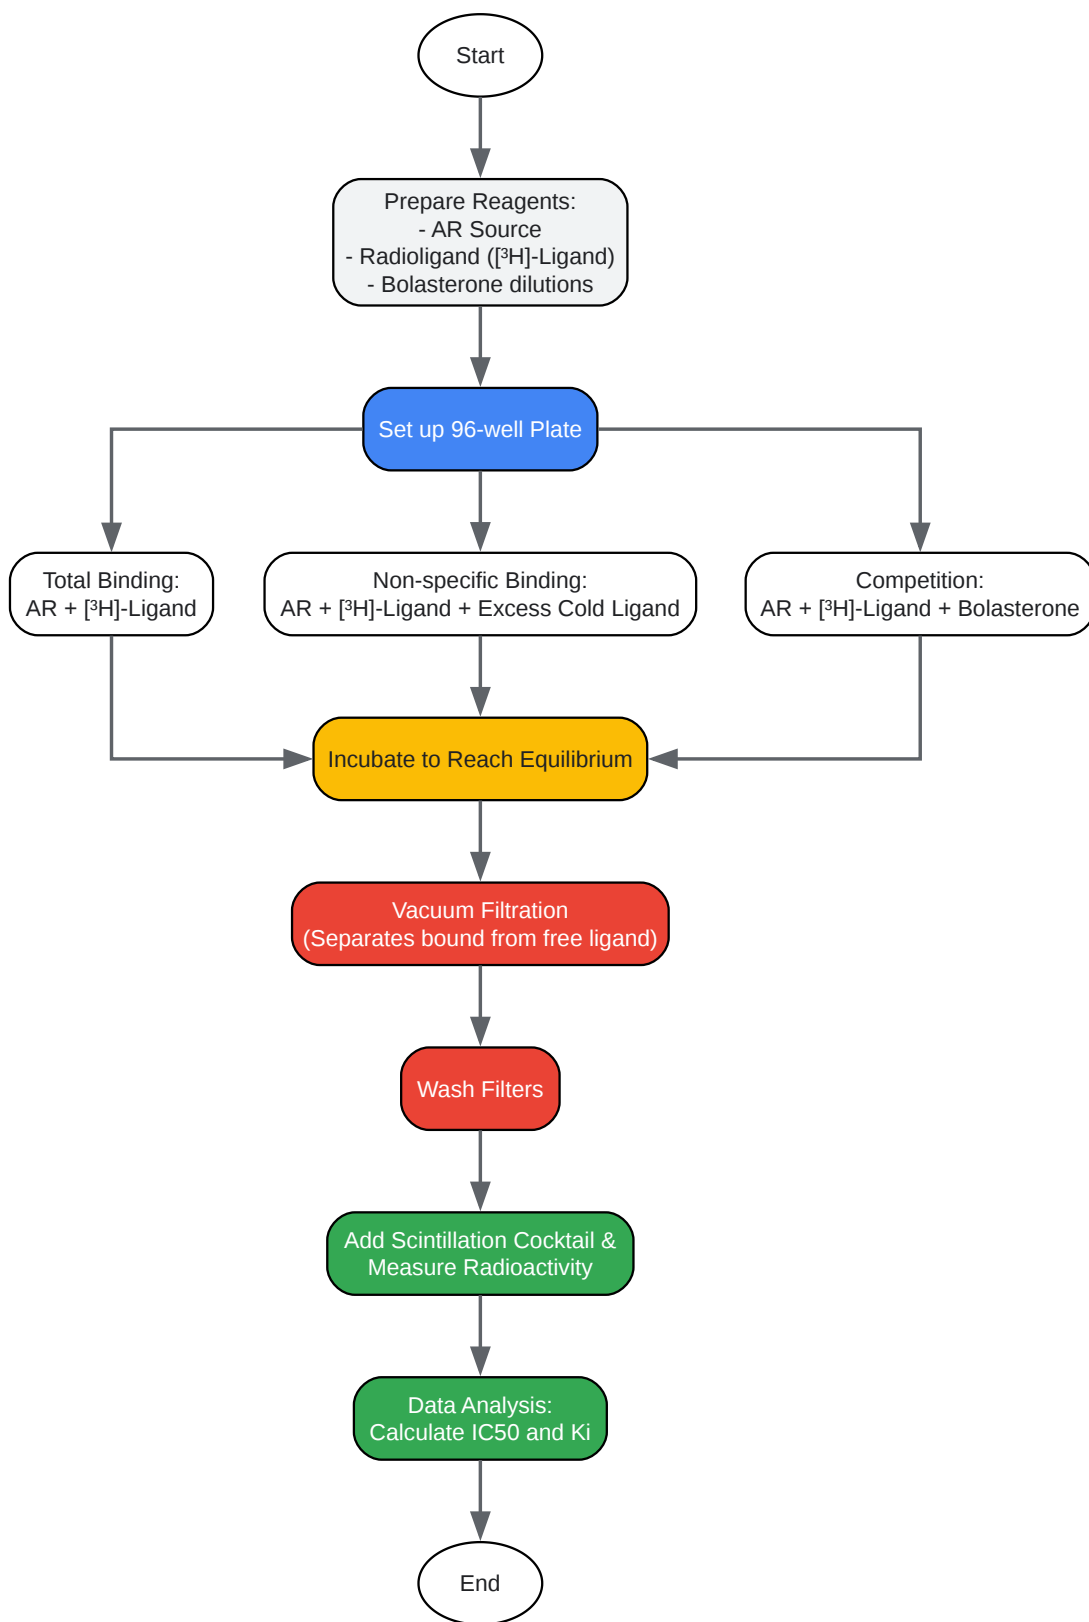 Start
Prepare Reagents:
- AR Source
- Radioligand ([³H]-Ligand)
- Bolasterone dilutions
Set up 96-well Plate
Total Binding:
AR + [³H]-Ligand
Non-specific Binding:
AR + [³H]-Ligand + Excess Cold Ligand
Competition:
AR + [³H]-Ligand + Bolasterone
Incubate to Reach Equilibrium
Vacuum Filtration
(Separates bound from free ligand)
Wash Filters
Add Scintillation Cocktail &
Measure Radioactivity
Data Analysis:
Calculate IC50 and Ki
End